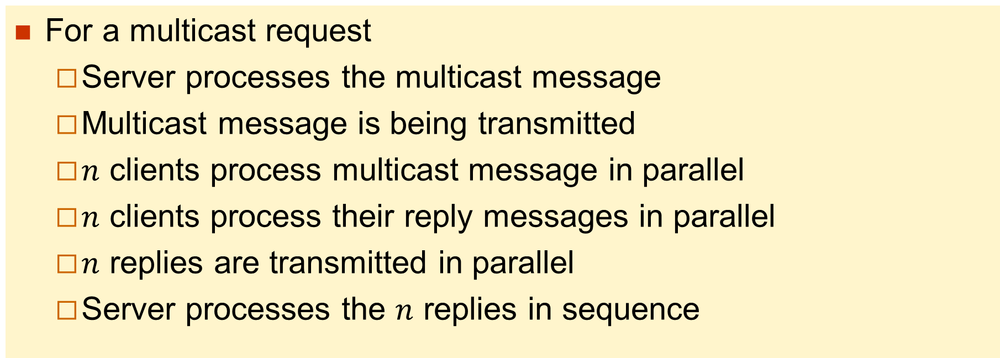 For a multicast request
Server processes the multicast message
Multicast message is being transmitted
n clients process multicast message in parallel
n clients process their reply messages in parallel
n replies are transmitted in parallel
Server processes the n replies in sequence